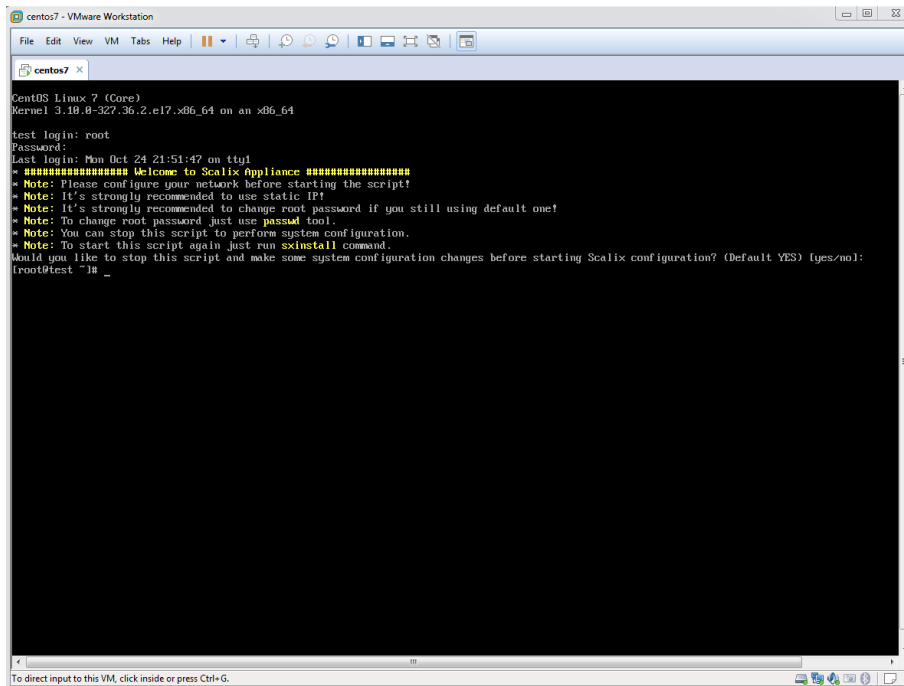 centos7 - VMware Workstation
File Edit View VM Tabs Help
centos7
CentOS Linux 7 (Core)
Kernel 3.10.0-327.36.2.el7.x86_64 on an x86_64
test login: root
Password:
Last login: Mon Oct 24 21:51:47 on tty1
* ################# Welcome to Scalix Appliance #################
* Note: Please configure your network before starting the script!
* Note: It's strongly recommended to use static IP!
* Note: It's strongly recommended to change root password if you still using default one!
* Note: To change root password just use passwd tool.
* Note: You can stop this script to perform system configuration.
* Note: To start this script again just run sxinstall command.
Would you like to stop this script and make some system configuration changes before starting Scalix configuration? (Default YES) [yes/no]:
[root@test ~]# _
To direct input to this VM, click inside or press Ctrl+G.